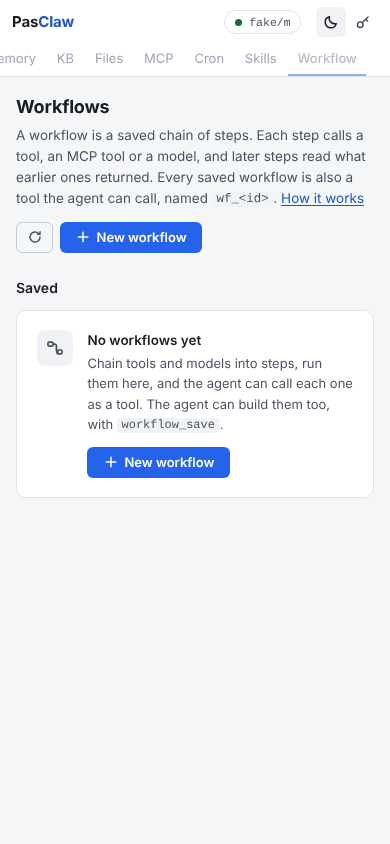 PasClaw
fake/m
emory KB Files MCP Cron Skills Workflow
Workflows
A workflow is a saved chain of steps. Each step calls a
tool, an MCP tool or a model, and later steps read what
earlier ones returned. Every saved workflow is also a
tool the agent can call, named wf_<id> . How it works
+ New workflow
Saved
No workflows yet
Chain tools and models into steps, run
them here, and the agent can call each one
as a tool. The agent can build them too,
with workflow_save .
+ New workflow